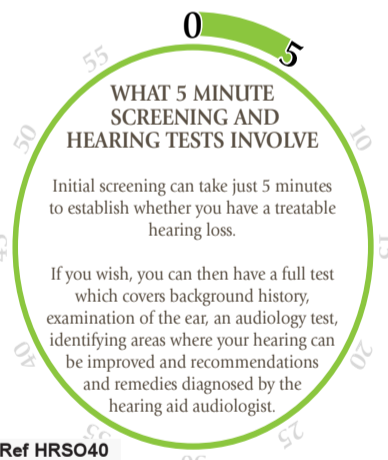 0
5
55
WHAT 5 MINUTE
SCREENING AND
HEARING TESTS INVOLVE
50
10
Initial screening can take just 5 minutes
to establish whether you have a treatable
hearing loss.
45
15
If you wish, you can then have a full test
which covers background history,
examination of the ear, an audiology test,
identifying areas where your hearing can
40
20
be improved and recommendations
and remedies diagnosed by the
hearing aid audiologist.
35
25
30
Ref HRSO40